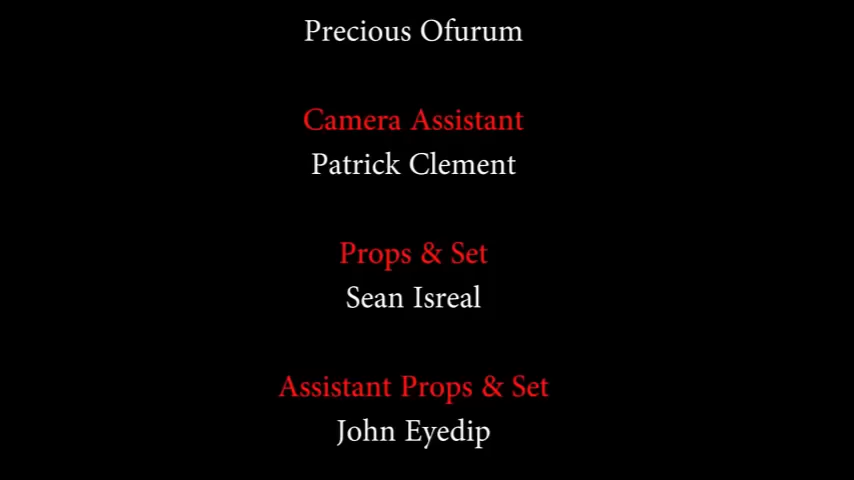 Precious Ofurum
Camera Assistant
Patrick Clement
Props & Set
Sean Isreal
Assistant Props & Set
John Eyedip